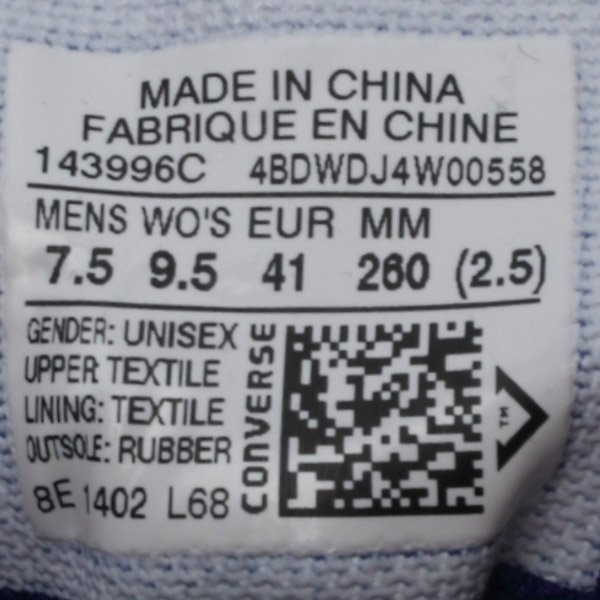 MADE IN CHINA
FABRIQUE EN CHINE
143996C 4BDWDJ4W00558
MENS WO'S EUR MM
7.5 9.5 41 260 (2.5)
GENDER: UNISEX
UPPER: TEXTILE
LINING: TEXTILE
OUTSOLE: RUBBER
8E 1402 L68
CONVERSE
TM